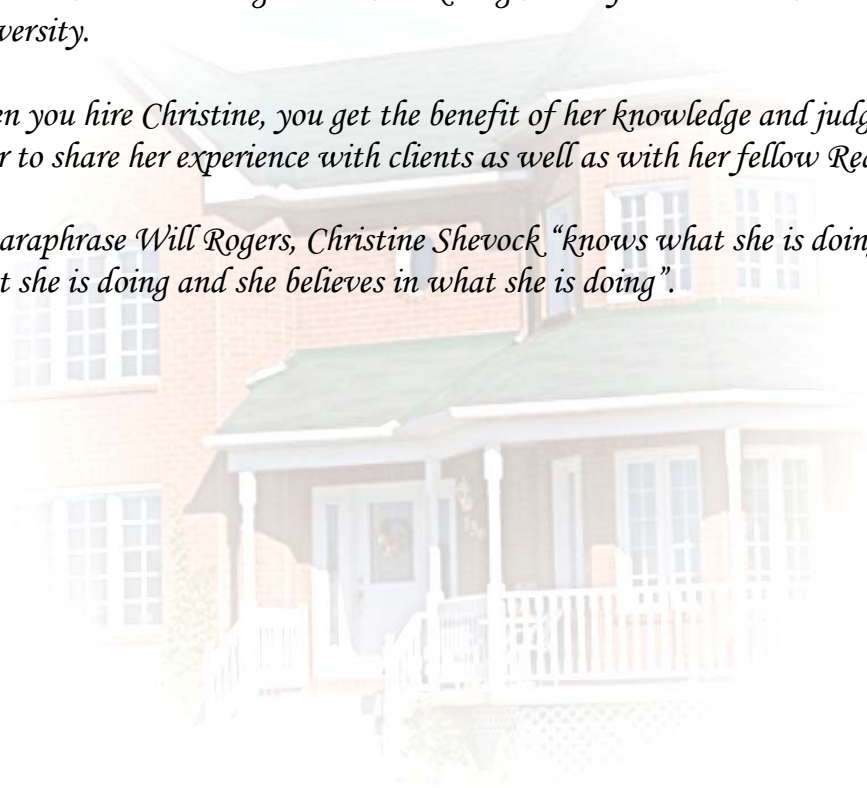 versity.
en you hire Christine, you get the benefit of her knowledge and judg
r to share her experience with clients as well as with her fellow Rea
araphrase Will Rogers, Christine Shevock “knows what she is doing
t she is doing and she believes in what she is doing”.